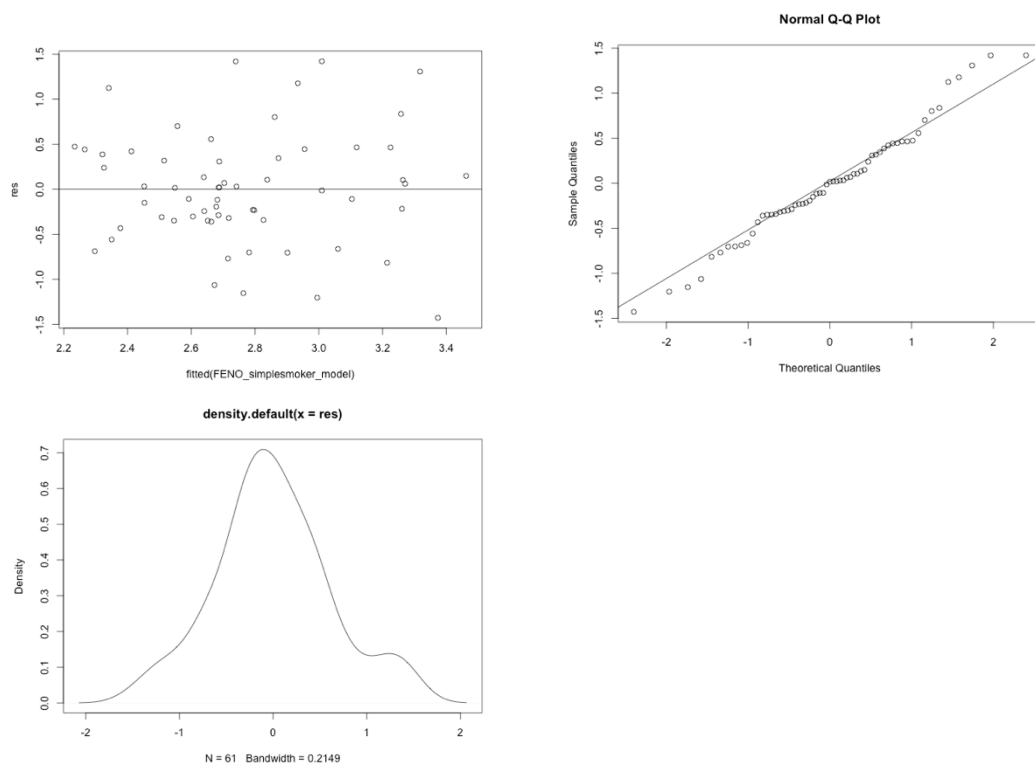 1.5
1.0
0.5
0.0
-0.5
-1.0
-1.5
res
2.2 2.4 2.6 2.8 3.0 3.2 3.4
fitted(FENO_simplesmoker_model)
Normal Q-Q Plot
1.5
1.0
0.5
0.0
-0.5
-1.0
-1.5
Sample Quantiles
-2 -1 0 1 2
Theoretical Quantiles
density.default(x = res)
0.7
0.6
0.5
0.4
0.3
0.2
0.1
0.0
Density
-2 -1 0 1 2
N = 61 Bandwidth = 0.2149